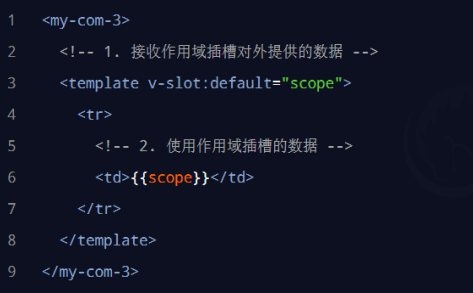 1 <my-com-3>
2   <!-- 1. 接收作用域插槽对外提供的数据 -->
3   <template v-slot:default="scope">
4     <tr>
5       <!-- 2. 使用作用域插槽的数据 -->
6       <td>{{scope}}</td>
7     </tr>
8   </template>
9 </my-com-3>